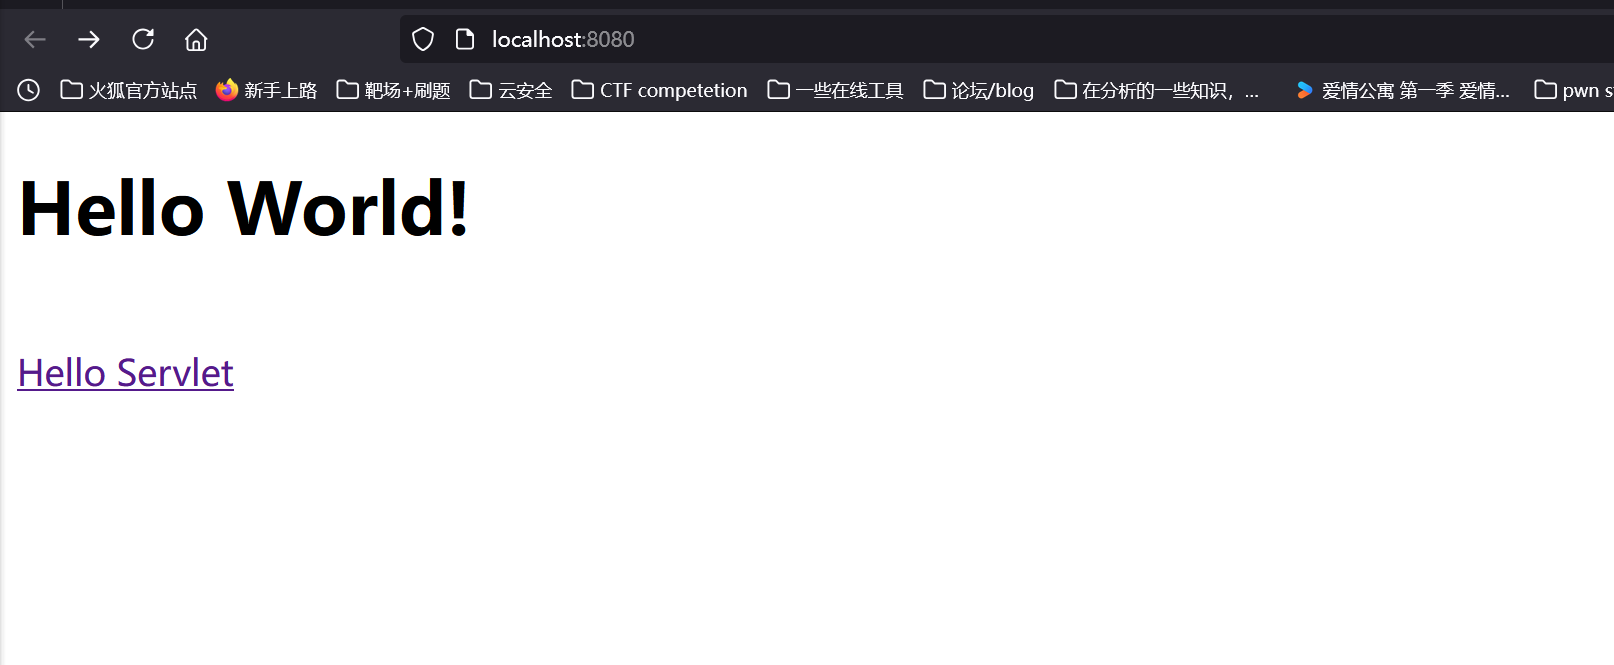 localhost:8080
火狐官方站点 新手上路 靶场+刷题 云安全 CTF competetion 一些在线工具 论坛/blog 在分析的一些知识，... 爱情公寓 第一季 爱情... pwn s
Hello World!
Hello Servlet